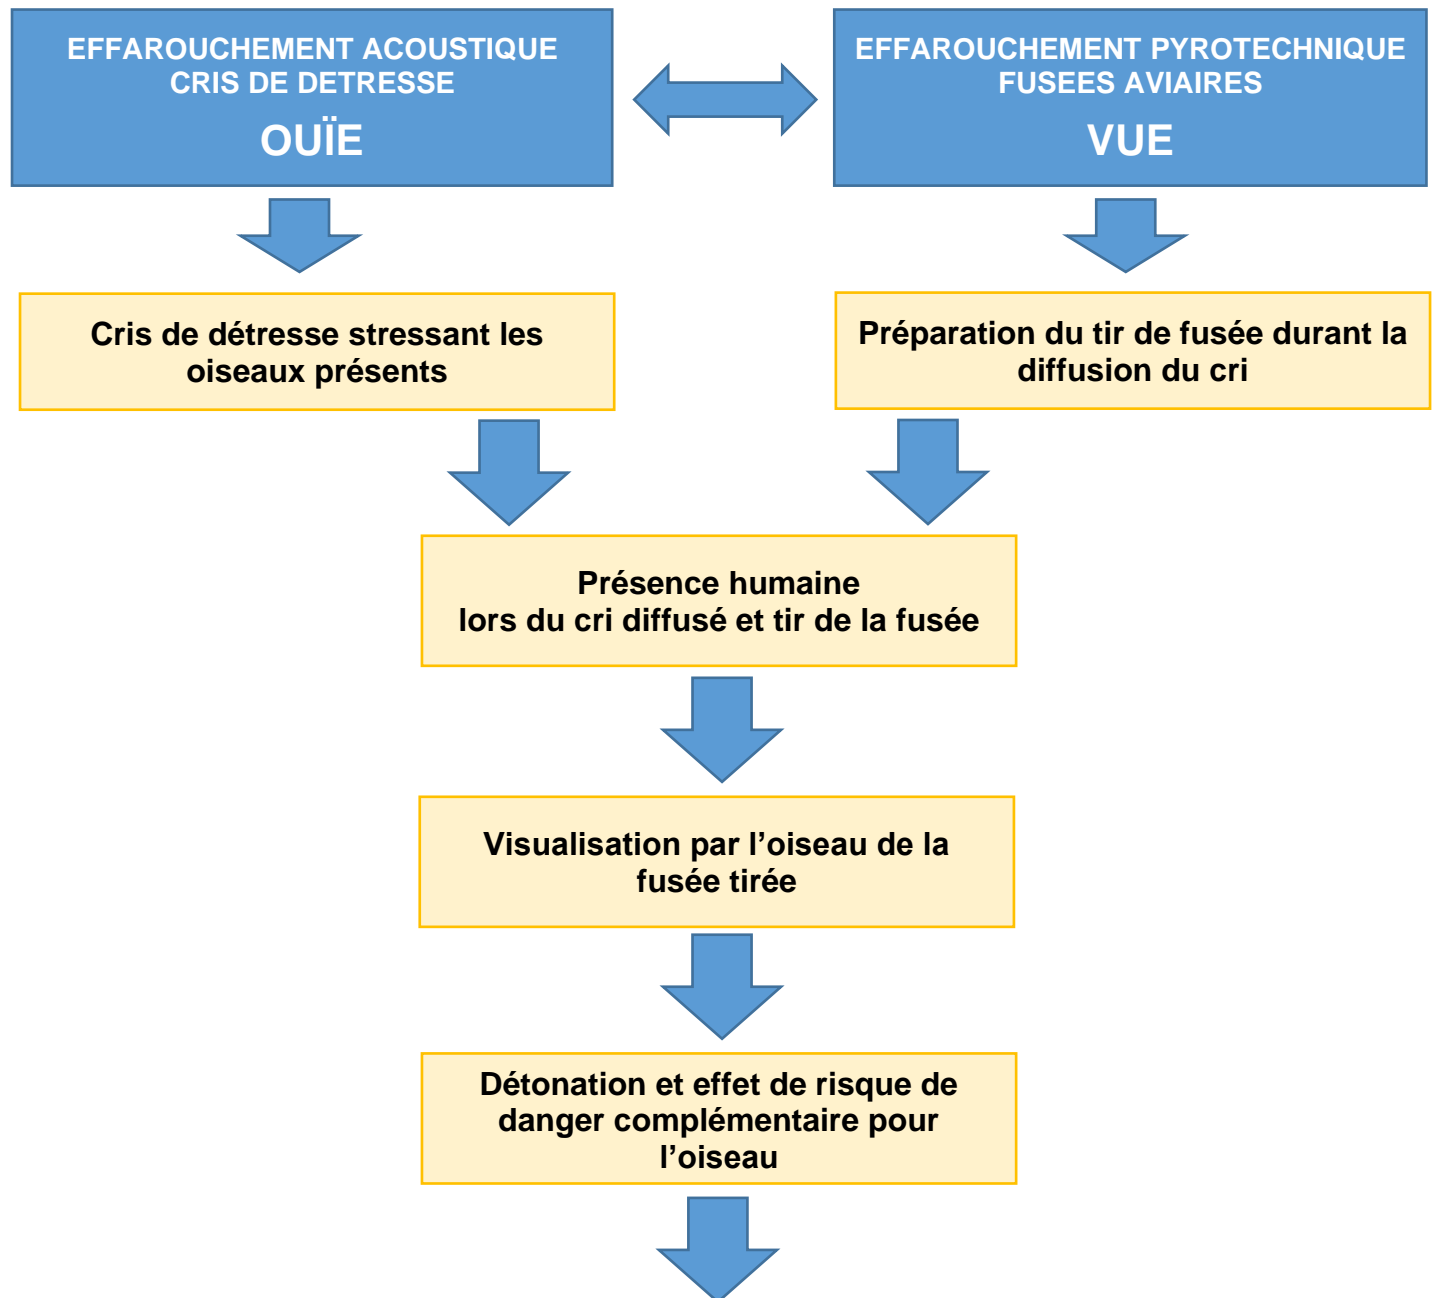 EFFAROUCHEMENT ACOUSTIQUE
CRIS DE DETRESSE
OUÏE
EFFAROUCHEMENT PYROTECHNIQUE
FUSEES AVIAIRES
VUE
Cris de détresse stressant les
oiseaux présents
Préparation du tir de fusée durant la
diffusion du cri
Présence humaine
lors du cri diffusé et tir de la fusée
Visualisation par l’oiseau de la
fusée tirée
Détonation et effet de risque de
danger complémentaire pour
l’oiseau